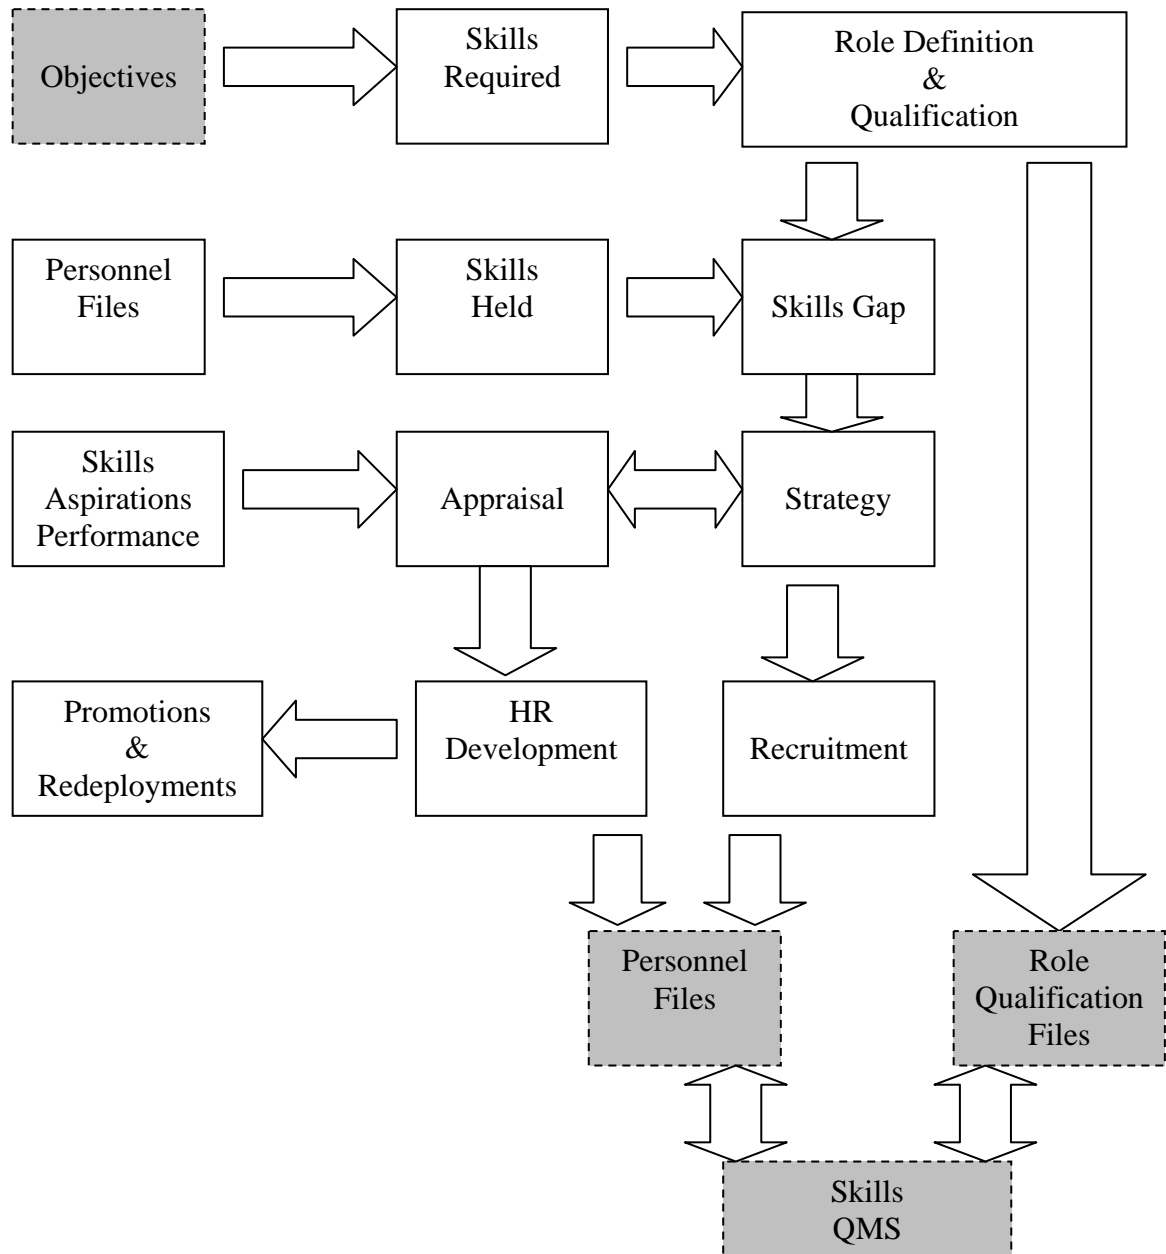 Objectives
Skills
Required
Role Definition
&
Qualification
Personnel
Files
Skills
Held
Skills Gap
Skills
Aspirations
Performance
Appraisal
Strategy
Promotions
&
Redeployments
HR
Development
Recruitment
Personnel
Files
Role
Qualification
Files
Skills
QMS